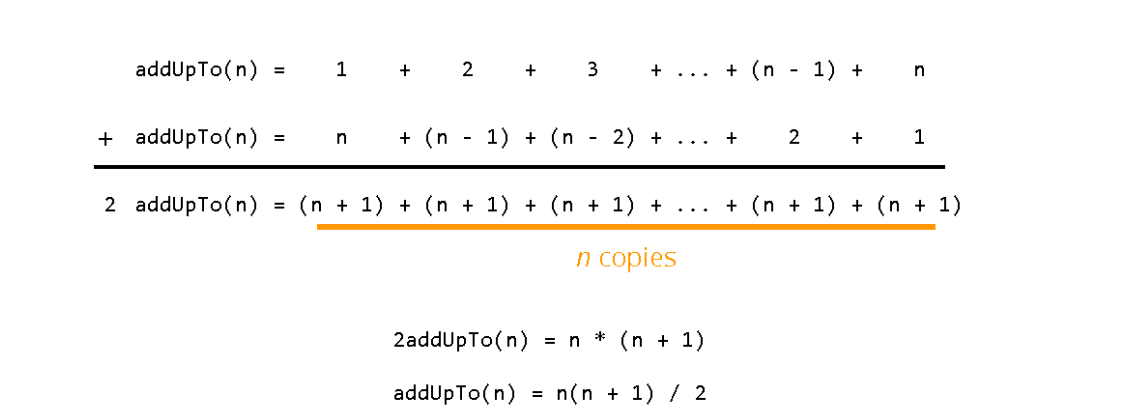 addUpTo(n) = 1 + 2 + 3 + ... + (n - 1) + n
+ addUpTo(n) = n + (n - 1) + (n - 2) + ... + 2 + 1
2 addUpTo(n) = (n + 1) + (n + 1) + (n + 1) + ... + (n + 1) + (n + 1)
n copies
2addUpTo(n) = n * (n + 1)
addUpTo(n) = n(n + 1) / 2